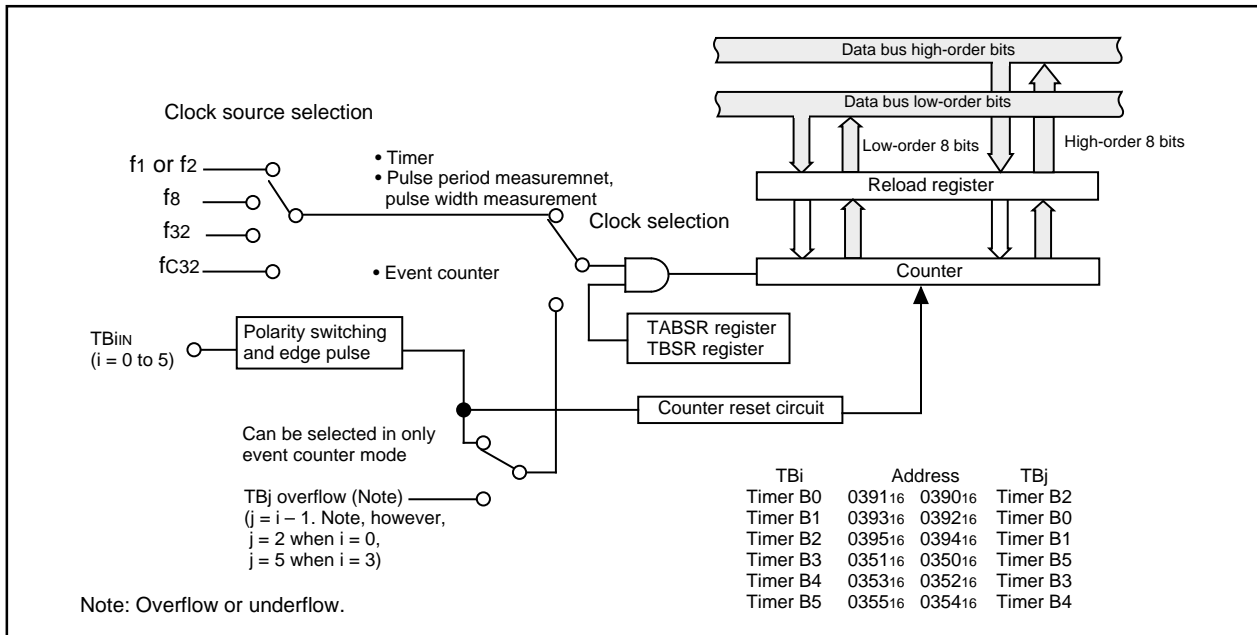 Data bus high-order bits
Data bus low-order bits
Low-order 8 bits
High-order 8 bits
Reload register
Counter
Clock source selection
f1 or f2
f8
f32
fC32
• Timer
• Pulse period measuremnet,
pulse width measurement
Clock selection
• Event counter
TABSR register
TBSR register
TBiIN
(i = 0 to 5)
Polarity switching
and edge pulse
Counter reset circuit
Can be selected in only
event counter mode
TBj overflow (Note)
(j = i – 1. Note, however,
j = 2 when i = 0,
j = 5 when i = 3)
TBi Address TBj
Timer B0 039116 039016 Timer B2
Timer B1 039316 039216 Timer B0
Timer B2 039516 039416 Timer B1
Timer B3 035116 035016 Timer B5
Timer B4 035316 035216 Timer B3
Timer B5 035516 035416 Timer B4
Note: Overflow or underflow.